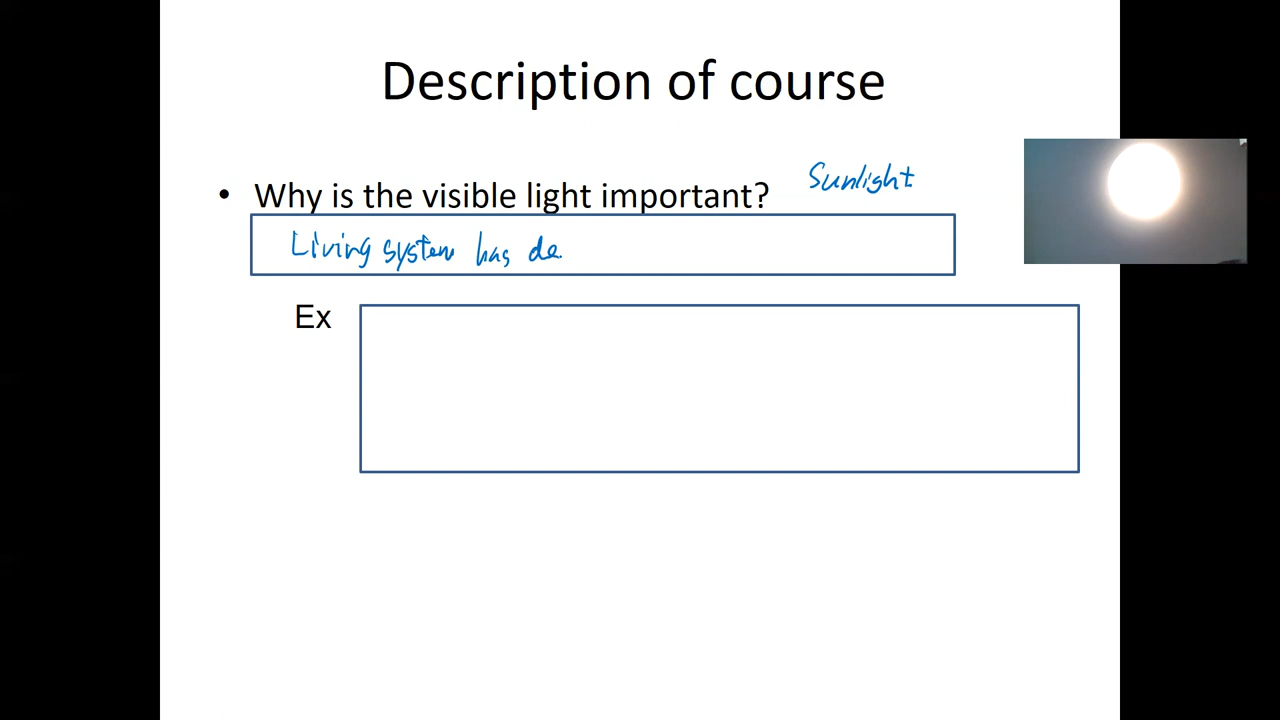 Description of course
• Why is the visible light important? Sunlight
Living system has de
Ex